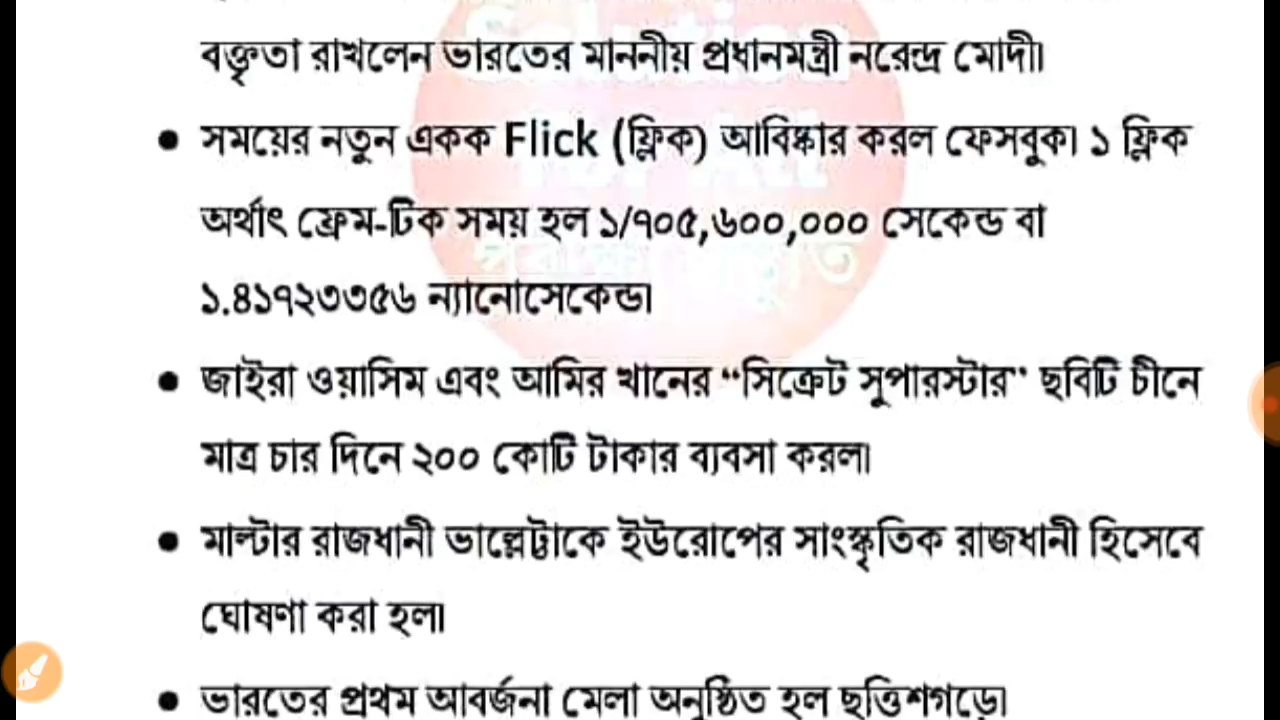 বক্তৃতা রাখলেন ভারতের মাননীয় প্রধানমন্ত্রী নরেন্দ্র মোদী।
● সময়ের নতুন একক Flick (ফ্লিক) আবিষ্কার করল ফেসবুক। ১ ফ্লিক
অর্থাৎ ফ্রেম-টিক সময় হল ১/৭০৫,৬০০,০০০ সেকেন্ড বা
১.৪১৭২৩৩৫৬ ন্যানোসেকেন্ড।
● জাইরা ওয়াসিম এবং আমির খানের “সিক্রেট সুপারস্টার” ছবিটি চীনে
মাত্র চার দিনে ২০০ কোটি টাকার ব্যবসা করল।
● মাল্টার রাজধানী ভাল্লেট্টাকে ইউরোপের সাংস্কৃতিক রাজধানী হিসেবে
ঘোষণা করা হল।
● ভারতের প্রথম আবর্জনা মেলা অনুষ্ঠিত হল ছত্তিশগড়ে।